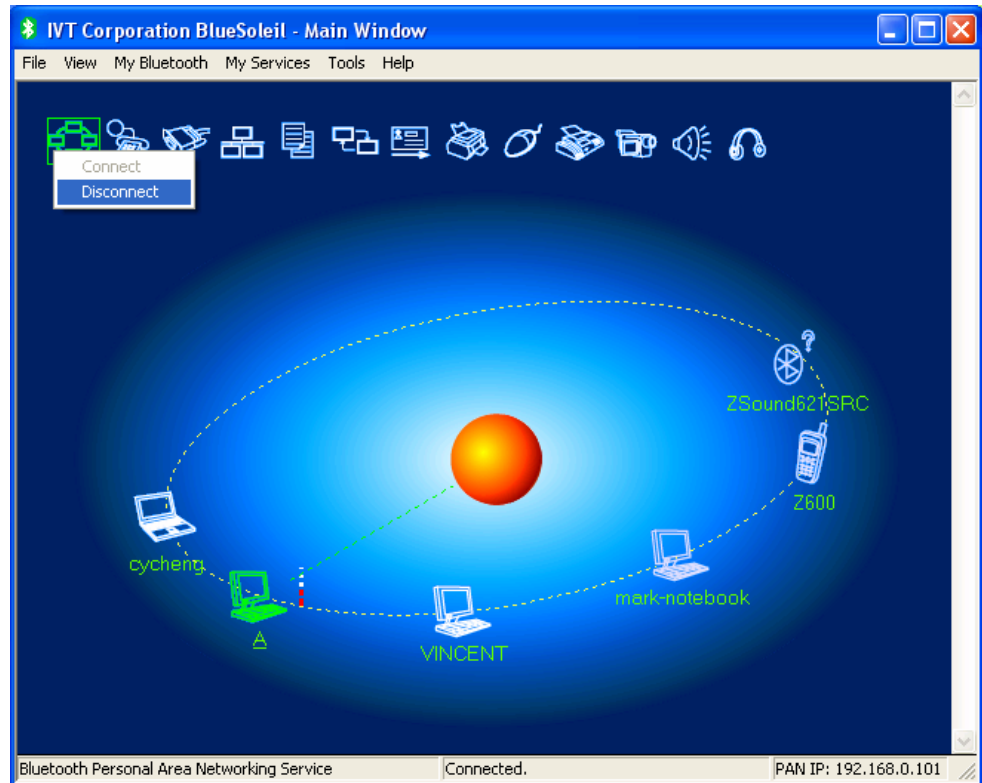 IVT Corporation BlueSoleil - Main Window
File View My Bluetooth My Services Tools Help
Connect
Disconnect
ZSound621SRC
Z600
cycheng
mark-notebook
A
VINCENT
Bluetooth Personal Area Networking Service Connected. PAN IP: 192.168.0.101